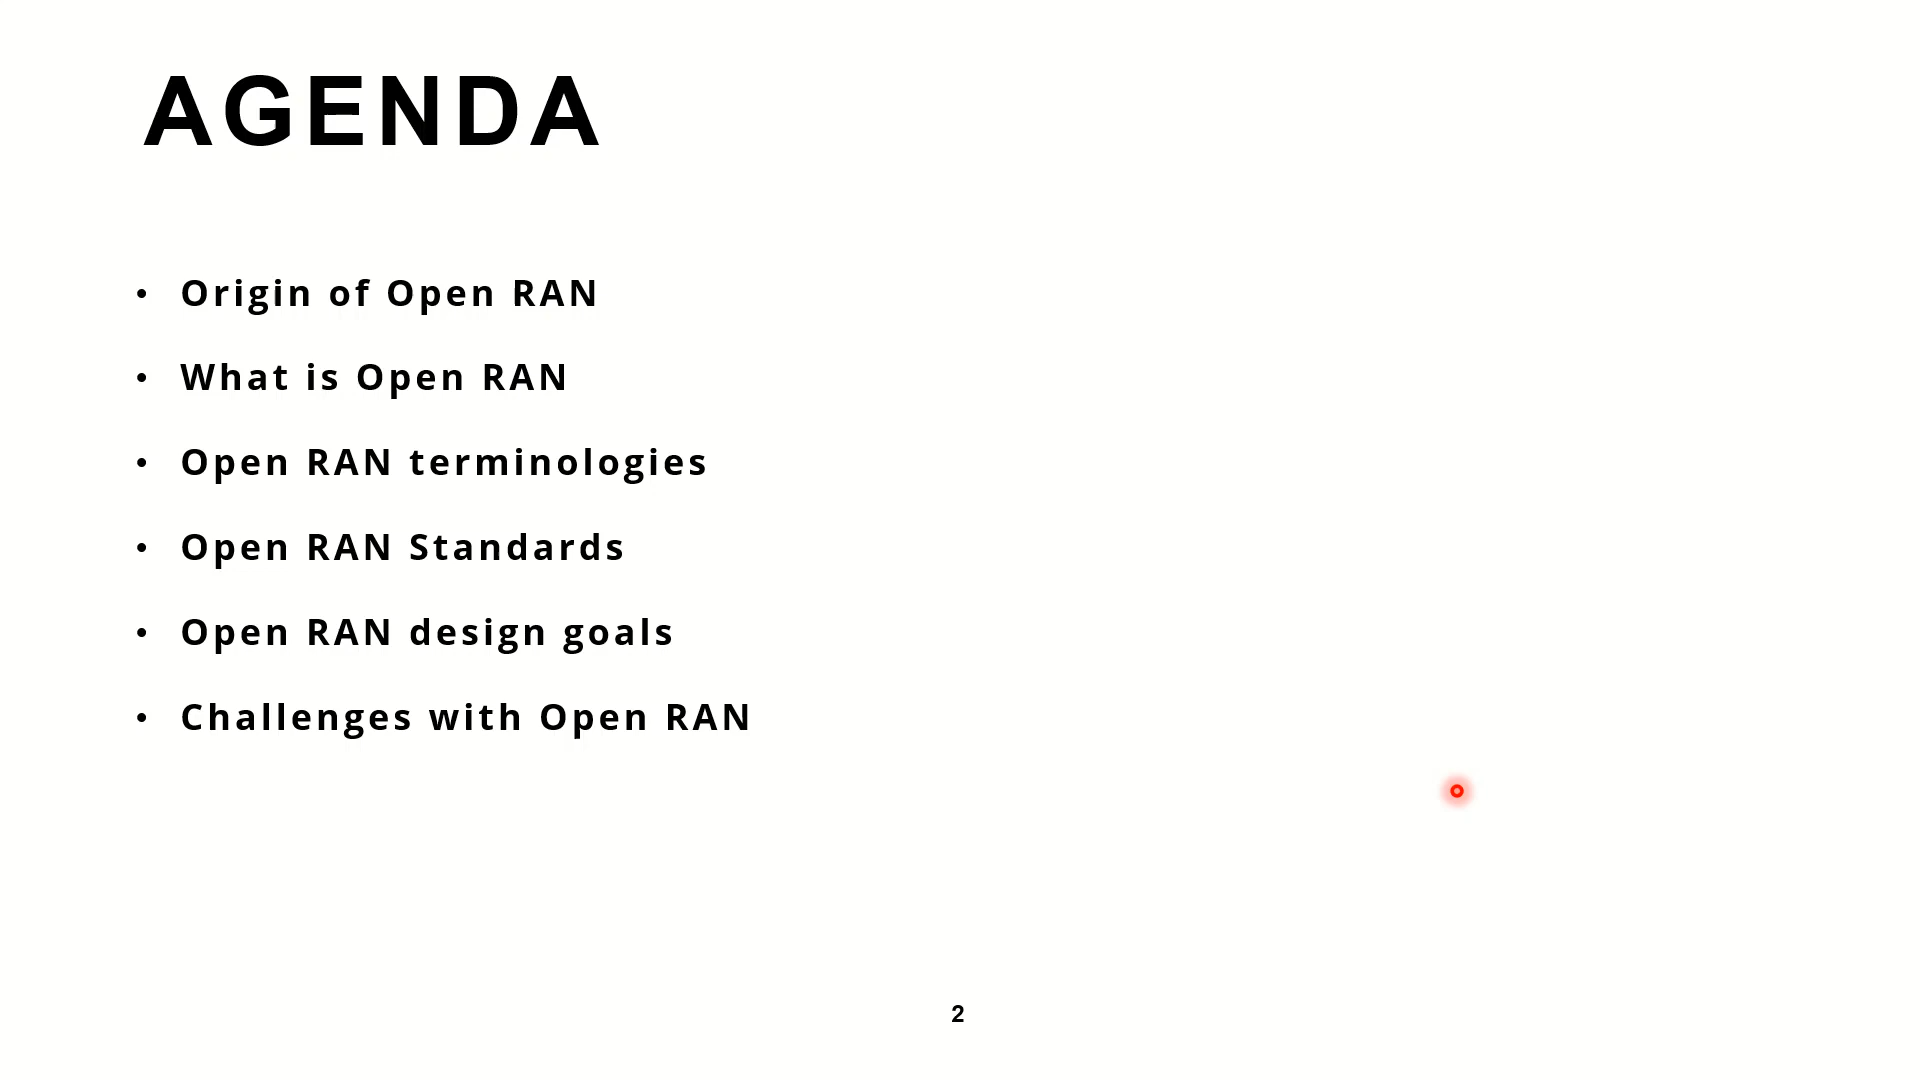 AGENDA
• Origin of Open RAN
• What is Open RAN
• Open RAN terminologies
• Open RAN Standards
• Open RAN design goals
• Challenges with Open RAN
2